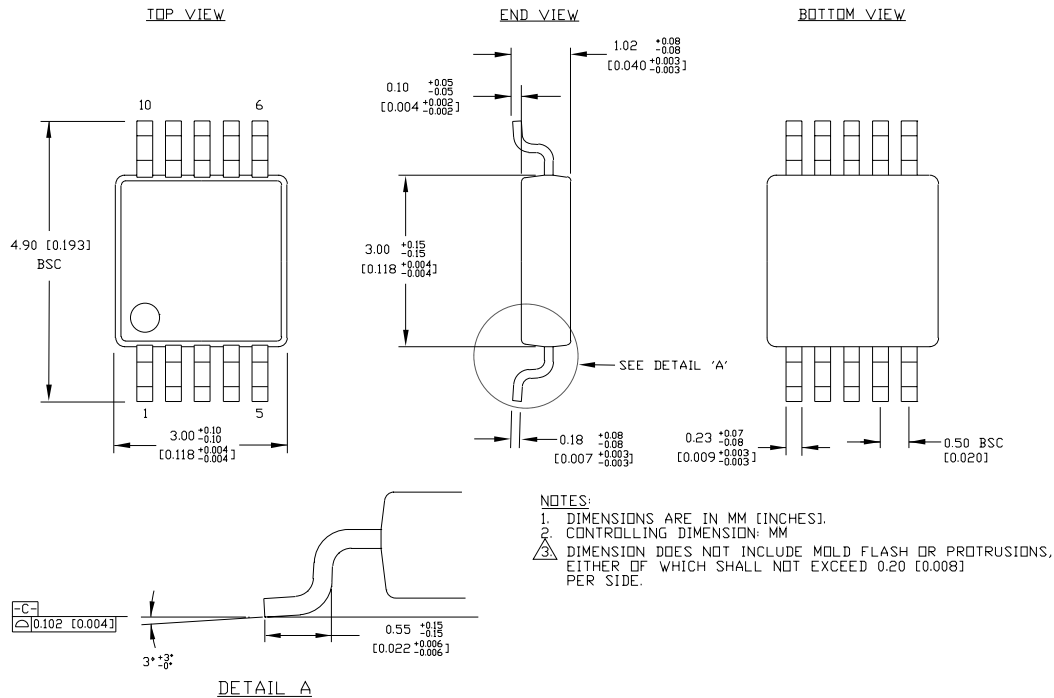 TOP VIEW
END VIEW
BOTTOM VIEW
1.02 +0.08 -0.08
[0.040 +0.003 -0.003]
0.10 +0.05 -0.05
[0.004 +0.002 -0.002]
10
6
4.90 [0.193]
BSC
3.00 +0.15 -0.15
[0.118 +0.004 -0.004]
SEE DETAIL 'A'
1
5
3.00 +0.10 -0.10
[0.118 +0.004 -0.004]
0.18 +0.08 -0.08
[0.007 +0.003 -0.003]
0.23 +0.07 -0.08
[0.009 +0.003 -0.003]
0.50 BSC
[0.020]
NOTES:
1. DIMENSIONS ARE IN MM [INCHES].
2. CONTROLLING DIMENSION: MM
3. DIMENSION DOES NOT INCLUDE MOLD FLASH OR PROTRUSIONS,
EITHER OF WHICH SHALL NOT EXCEED 0.20 [0.008]
PER SIDE.
-C-
0.102 [0.004]
3° +3° -0°
0.55 +0.15 -0.15
[0.022 +0.006 -0.006]
DETAIL A